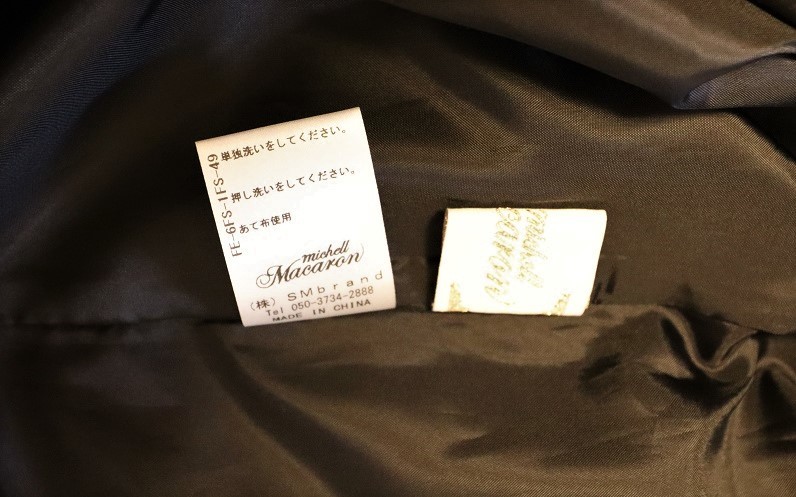 単独洗いをしてください。
押し洗いをしてください。
あて布使用
FE-6FS-1FS-49
michell
Macaron
(株) SMbrand
Tel 050-3734-2888
MADE IN CHINA